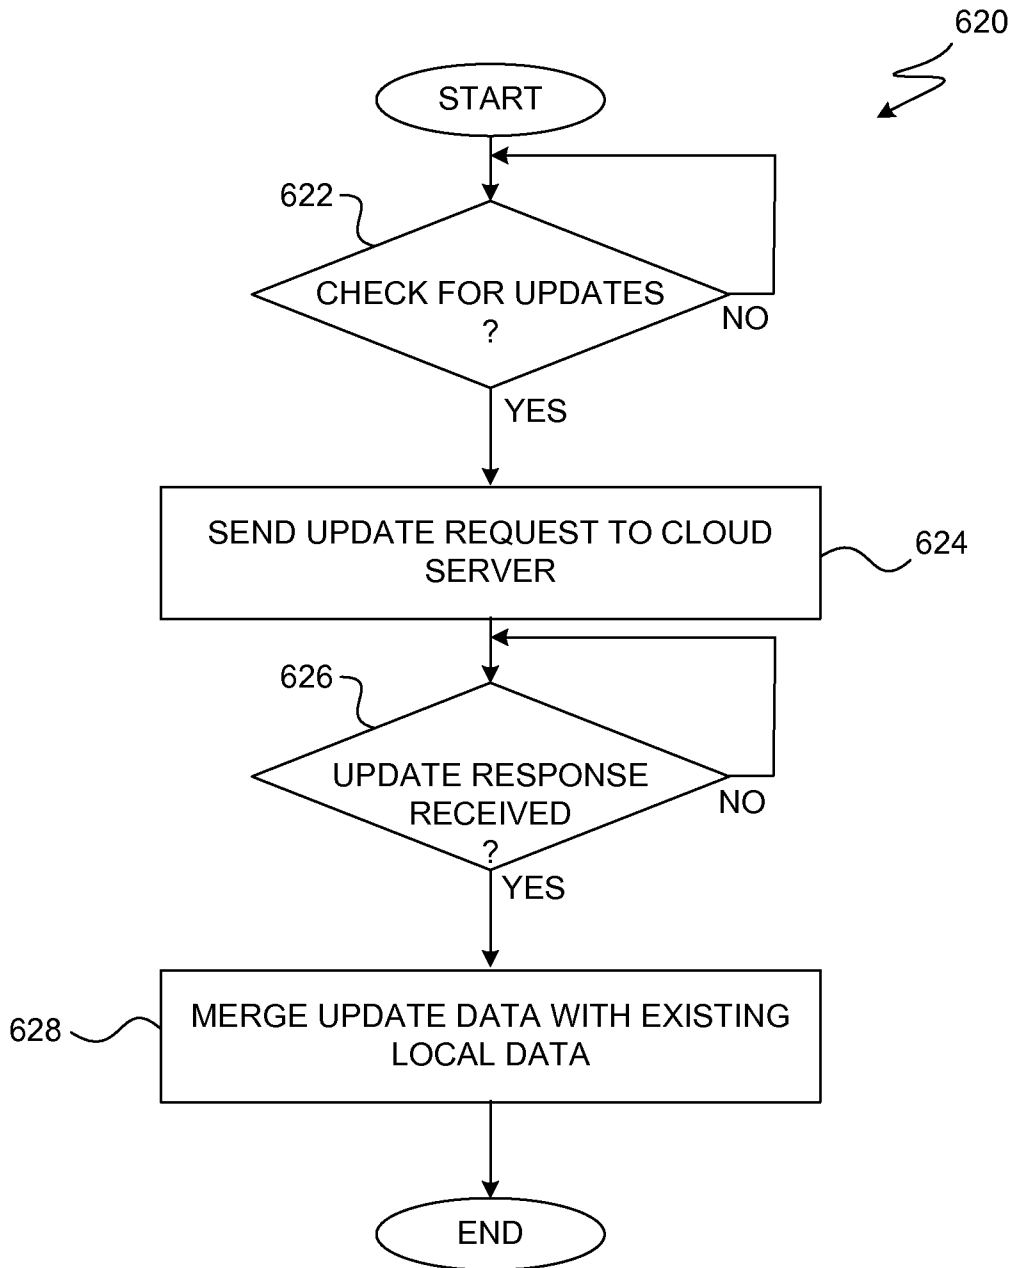 620
START
622
CHECK FOR UPDATES
?
NO
YES
SEND UPDATE REQUEST TO CLOUD
SERVER
624
626
UPDATE RESPONSE
RECEIVED
?
NO
YES
628
MERGE UPDATE DATA WITH EXISTING
LOCAL DATA
END